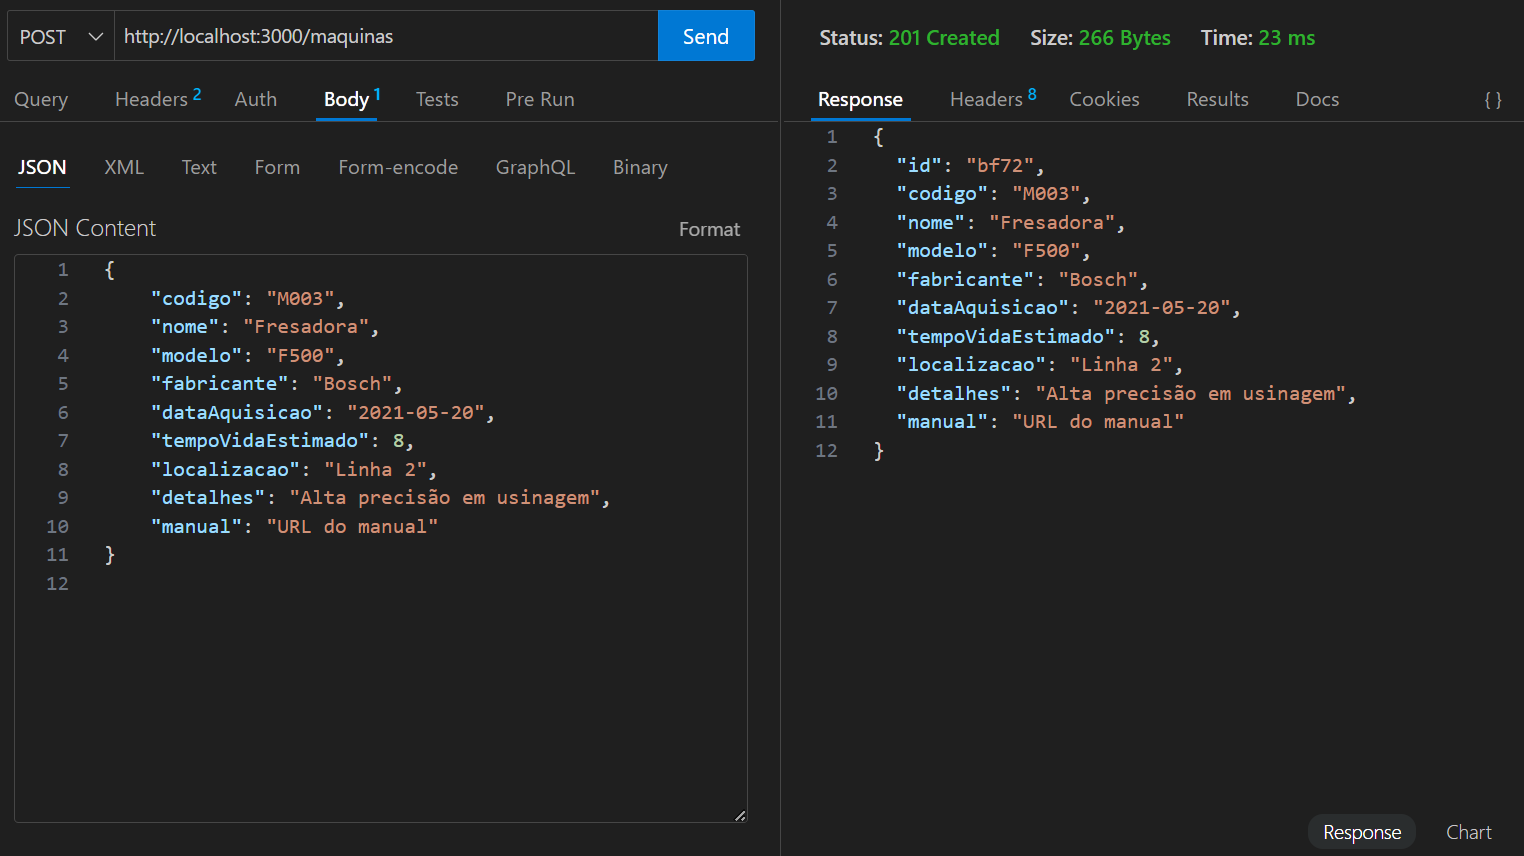 POST http://localhost:3000/maquinas Send
Query Headers 2 Auth Body 1 Tests Pre Run
JSON XML Text Form Form-encode GraphQL Binary
JSON Content Format
1 {
2 "codigo": "M003",
3 "nome": "Fresadora",
4 "modelo": "F500",
5 "fabricante": "Bosch",
6 "dataAquisicao": "2021-05-20",
7 "tempoVidaEstimado": 8,
8 "localizacao": "Linha 2",
9 "detalhes": "Alta precisão em usinagem",
10 "manual": "URL do manual"
11 }
12
Status: 201 Created Size: 266 Bytes Time: 23 ms
Response Headers 8 Cookies Results Docs { }
1 {
2 "id": "bf72",
3 "codigo": "M003",
4 "nome": "Fresadora",
5 "modelo": "F500",
6 "fabricante": "Bosch",
7 "dataAquisicao": "2021-05-20",
8 "tempoVidaEstimado": 8,
9 "localizacao": "Linha 2",
10 "detalhes": "Alta precisão em usinagem",
11 "manual": "URL do manual"
12 }
Response Chart